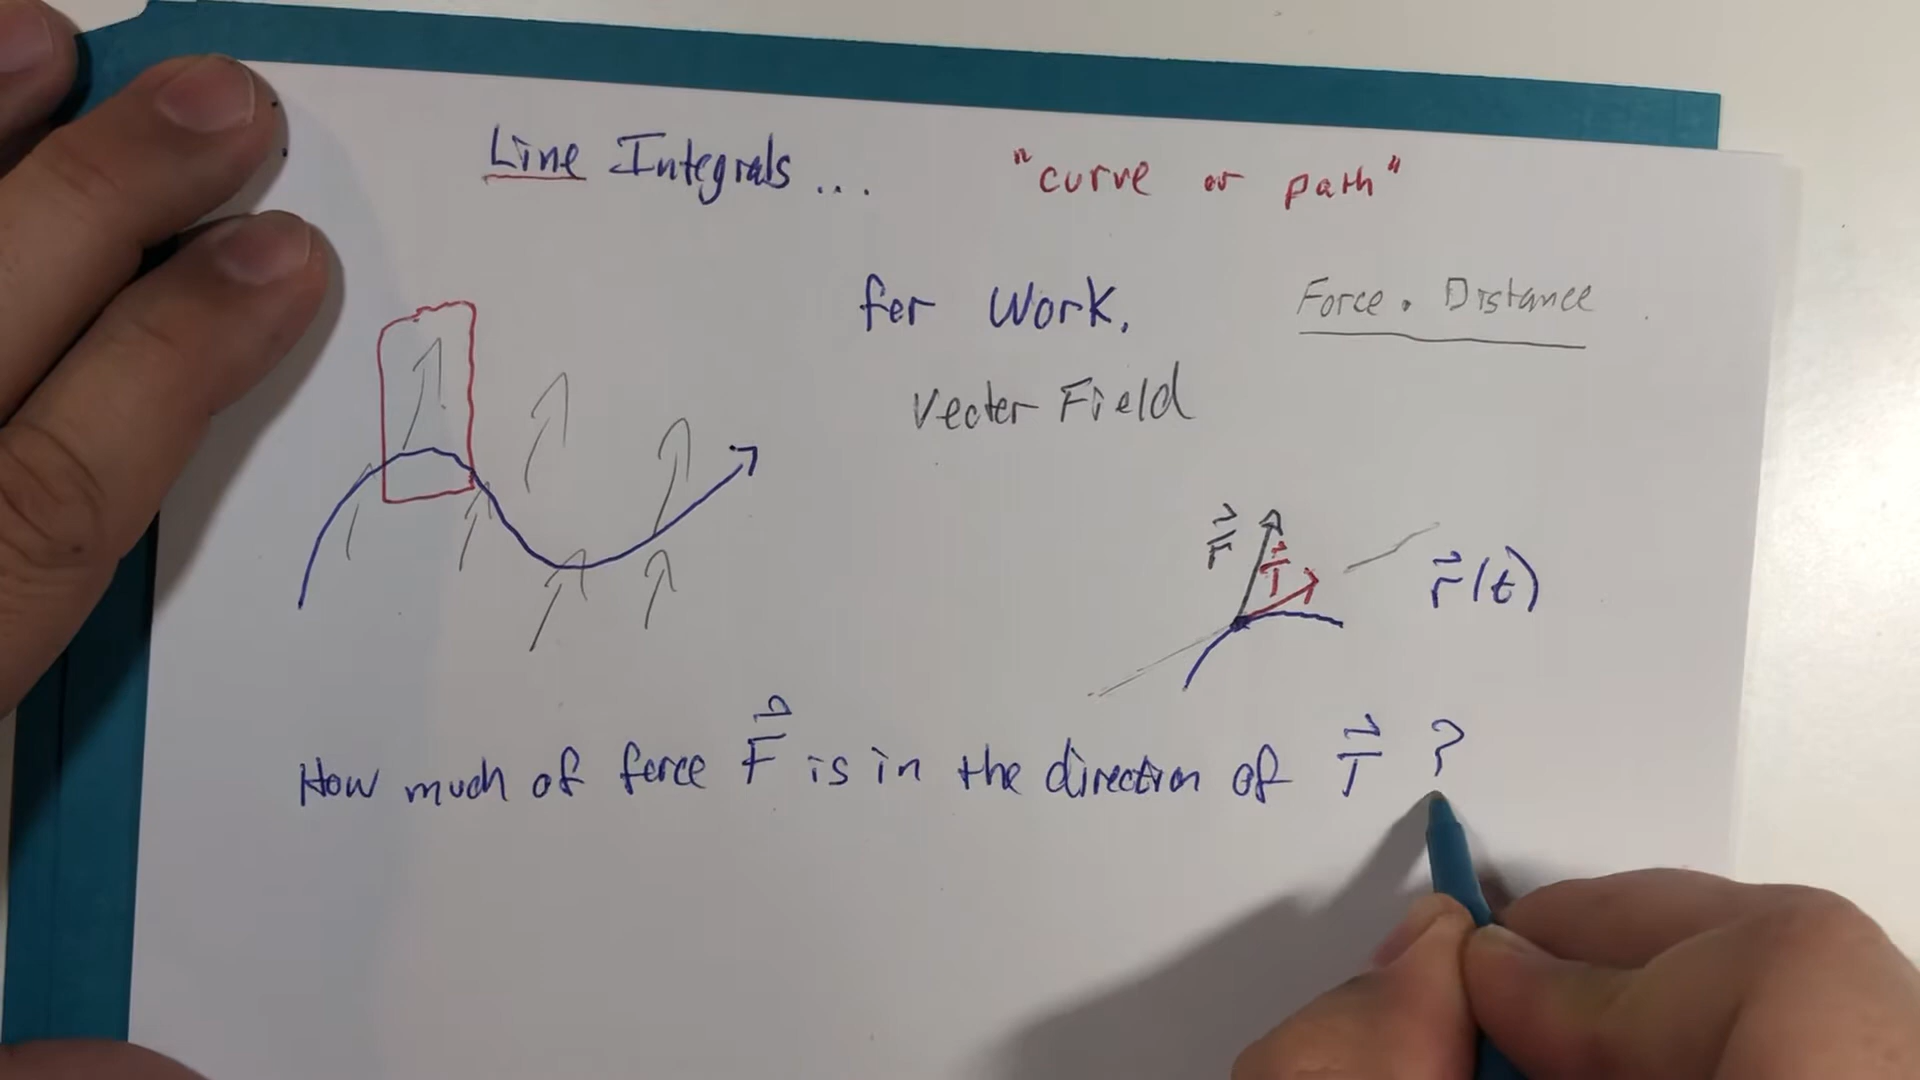 Line Integrals ... "curve or path"
for Work. Force · Distance
Vector Field
F⃗ T⃗ r⃗(t)
How much of force F⃗ is in the direction of T⃗ ?